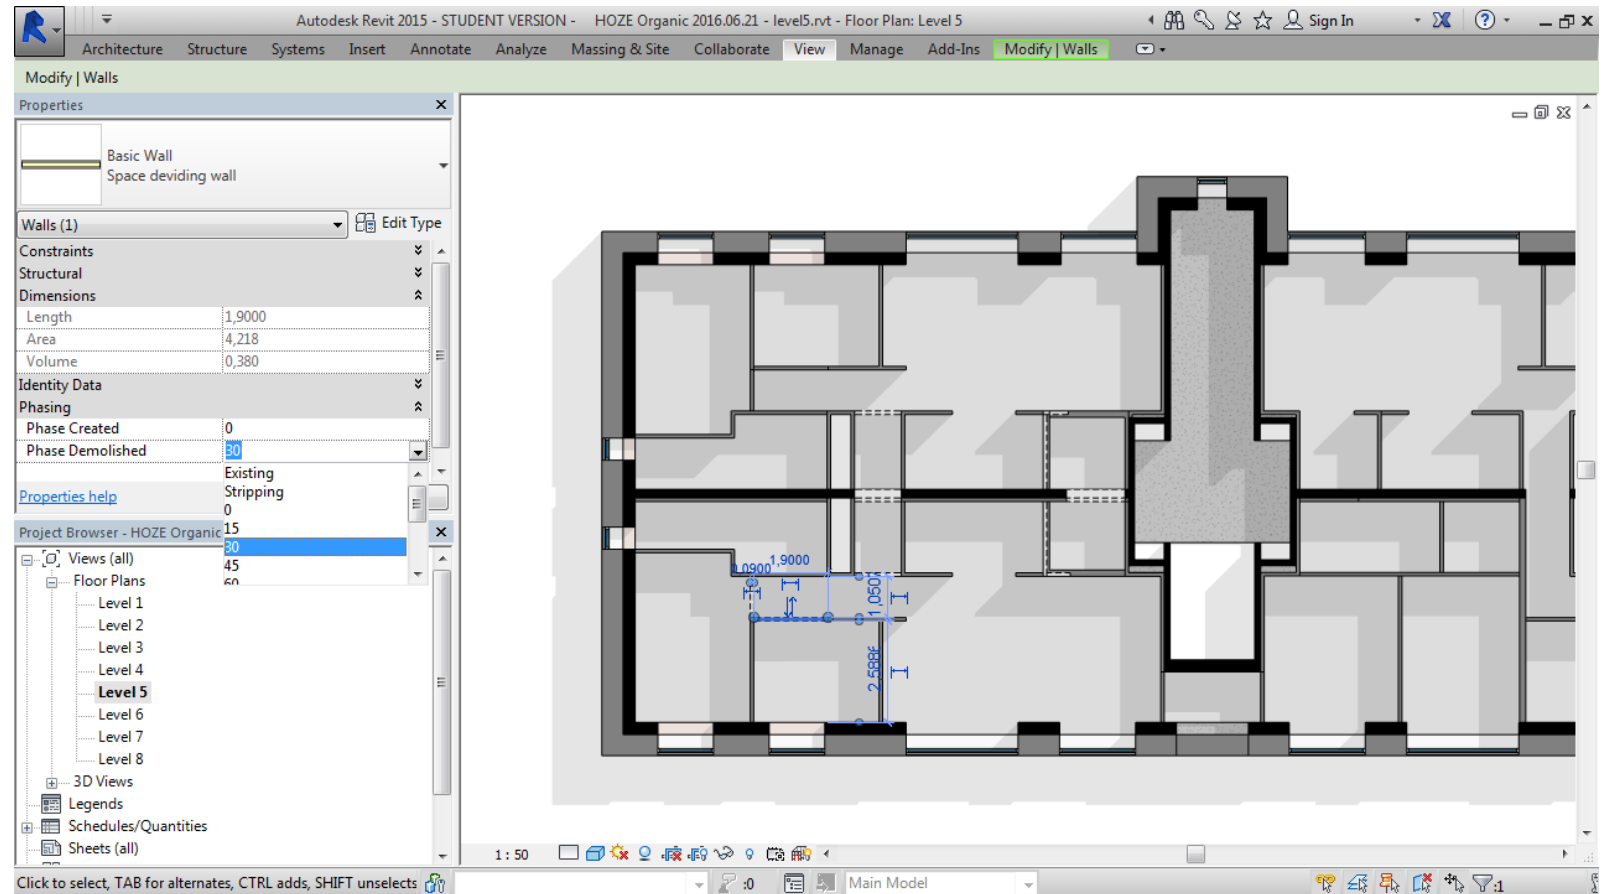 Autodesk Revit 2015 - STUDENT VERSION - HOZE Organic 2016.06.21 - level5.rvt - Floor Plan: Level 5
Sign In
Architecture Structure Systems Insert Annotate Analyze Massing & Site Collaborate View Manage Add-Ins Modify | Walls
Modify | Walls
Properties
Basic Wall
Space deviding wall
Walls (1)
Edit Type
Constraints
Structural
Dimensions
Length 1,9000
Area 4,218
Volume 0,380
Identity Data
Phasing
Phase Created 0
Phase Demolished 30
Existing
Stripping
0
15
30
45
60
Properties help
Project Browser - HOZE Organic
Views (all)
Floor Plans
Level 1
Level 2
Level 3
Level 4
Level 5
Level 6
Level 7
Level 8
3D Views
Legends
Schedules/Quantities
Sheets (all)
0,0900
1,9000
1,050
2,5886
1 : 50
Click to select, TAB for alternates, CTRL adds, SHIFT unselects
:0
Main Model
:1